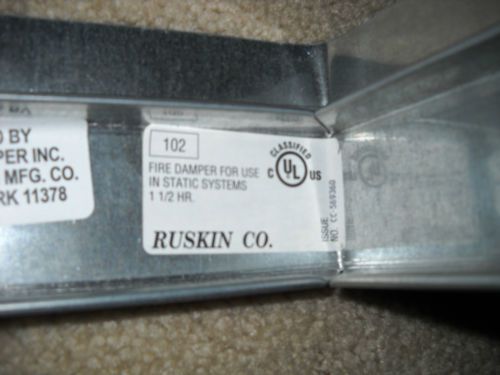 0 BY
PER INC.
MFG. CO.
RK 11378
102
FIRE DAMPER FOR USE
IN STATIC SYSTEMS
1 1/2 HR.
RUSKIN CO.
CLASSIFIED
C UL US
ISSUE
NO. CC-569360